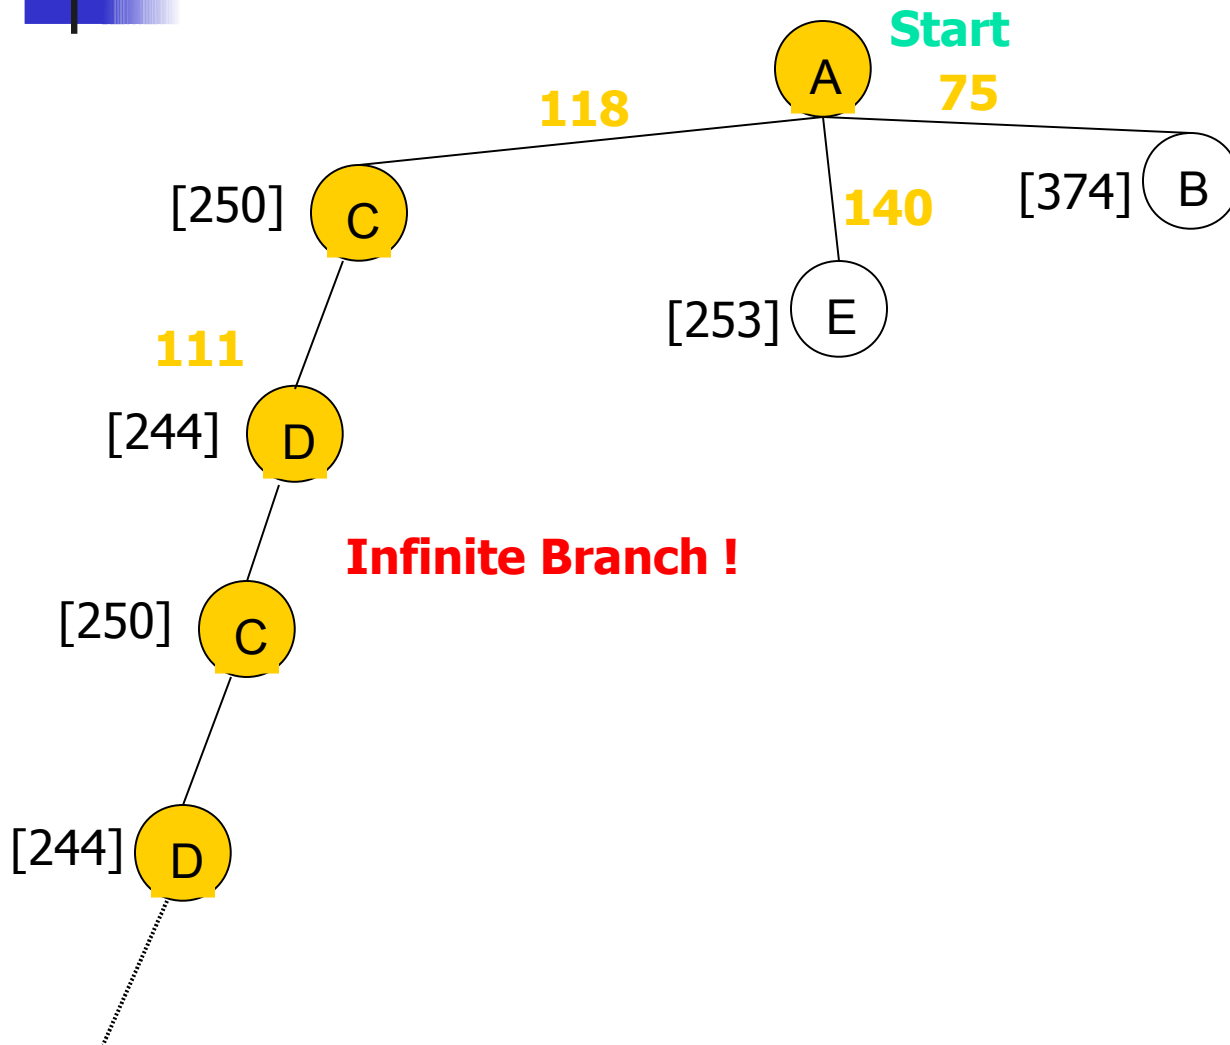 Start
A
75
118
[250]
C
140
[374]
B
[253]
E
111
[244]
D
Infinite Branch !
[250]
C
[244]
D